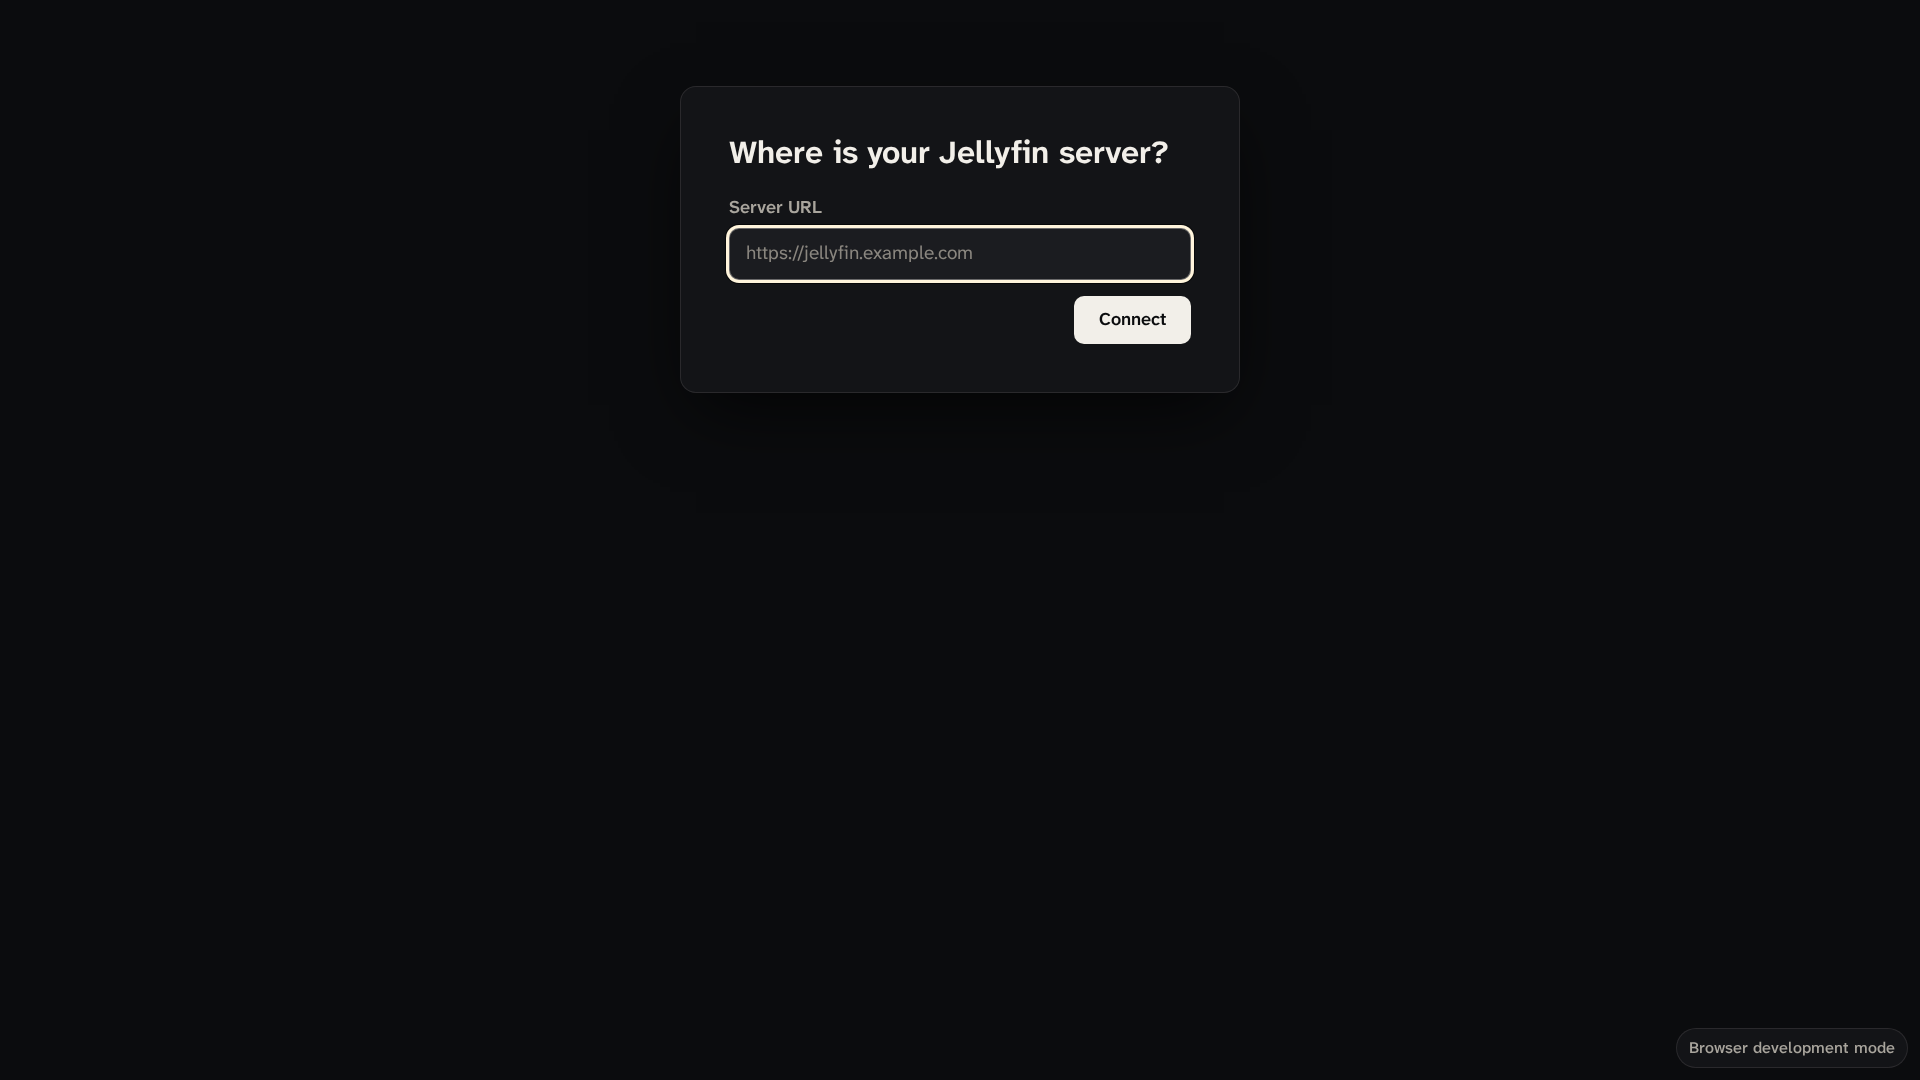 Where is your Jellyfin server?
Server URL
https://jellyfin.example.com
Connect
Browser development mode